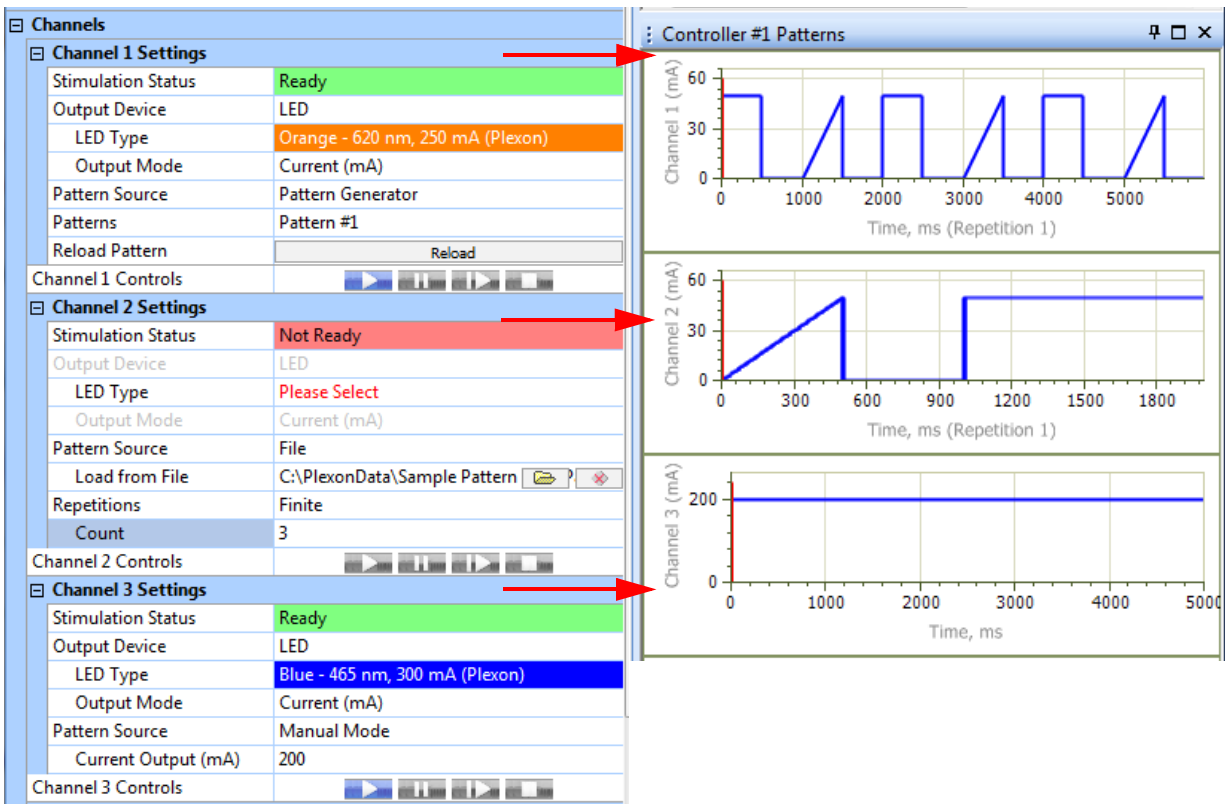 Channels
Channel 1 Settings
Stimulation Status Ready
Output Device LED
LED Type Orange - 620 nm, 250 mA (Plexon)
Output Mode Current (mA)
Pattern Source Pattern Generator
Patterns Pattern #1
Reload Pattern Reload
Channel 1 Controls
Channel 2 Settings
Stimulation Status Not Ready
Output Device LED
LED Type Please Select
Output Mode Current (mA)
Pattern Source File
Load from File C:\PlexonData\Sample Pattern
Repetitions Finite
Count 3
Channel 2 Controls
Channel 3 Settings
Stimulation Status Ready
Output Device LED
LED Type Blue - 465 nm, 300 mA (Plexon)
Output Mode Current (mA)
Pattern Source Manual Mode
Current Output (mA) 200
Channel 3 Controls
Controller #1 Patterns
Channel 1 (mA)
60
30
0
0 1000 2000 3000 4000 5000
Time, ms (Repetition 1)
Channel 2 (mA)
60
30
0
0 300 600 900 1200 1500 1800
Time, ms (Repetition 1)
Channel 3 (mA)
200
0
0 1000 2000 3000 4000 5000
Time, ms